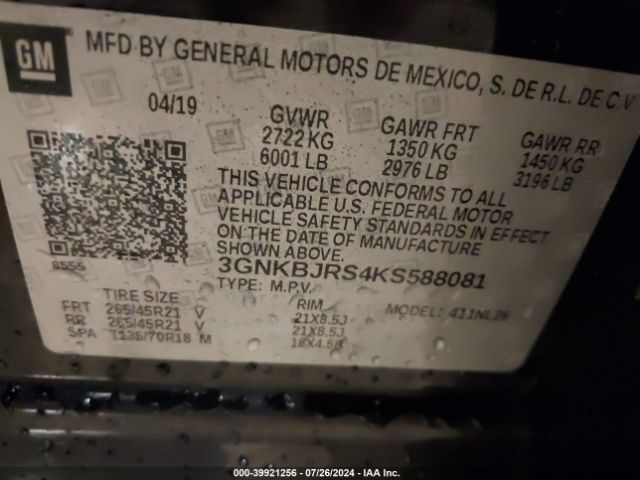 GM
MFD BY GENERAL MOTORS DE MEXICO, S. DE R.L. DE C.V
04/19
GVWR
2722 KG
6001 LB
GAWR FRT
1350 KG
2976 LB
GAWR RR
1450 KG
3196 LB
THIS VEHICLE CONFORMS TO ALL
APPLICABLE U.S. FEDERAL MOTOR
VEHICLE SAFETY STANDARDS IN EFFECT
ON THE DATE OF MANUFACTURE
SHOWN ABOVE.
8555
3GNKBJRS4KS588081
TYPE: M.P.V.
MODEL: 411NL26
TIRE SIZE
RIM
FRT 265/45R21 V 21X8.5J
RR 265/45R21 V 21X8.5J
SPA T135/70R18 M 18X4.5B
000-39921256 - 07/26/2024 - IAA Inc.